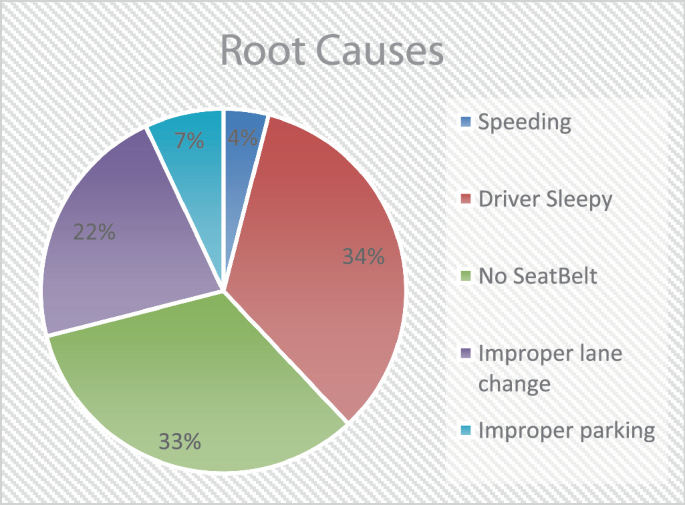 Root Causes
4%
34%
33%
22%
7%
Speeding
Driver Sleepy
No SeatBelt
Improper lane
change
Improper parking